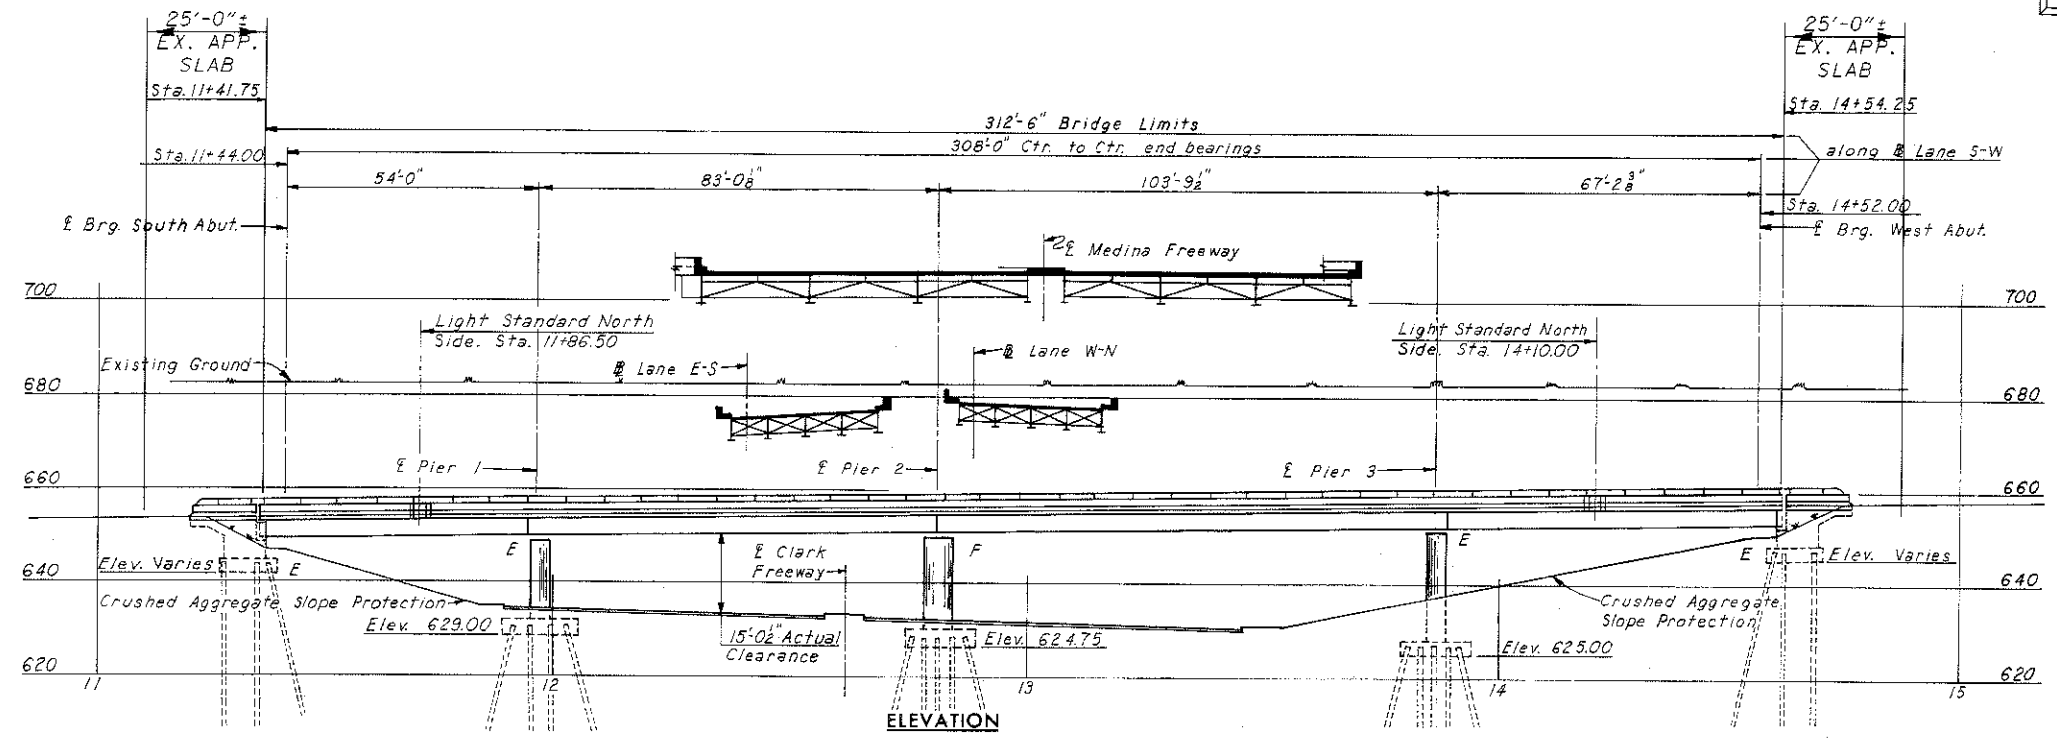 25'-0"±
EX. APP.
SLAB
Sta. 11+41.75
25'-0"±
EX. APP.
SLAB
Sta. 14+54.25
312'-6" Bridge Limits
Sta. 11+44.00
308'-0" Ctr. to Ctr. end bearings
along ℄ Lane S-W
54'-0"
83'-0⅛"
103'-9½"
67'-2⅜"
Sta. 14+52.00
℄ Brg. South Abut.
℄ Brg. West Abut.
℄ Medina Freeway
700
700
Light Standard North
Side. Sta. 11+86.50
Light Standard North
Side. Sta. 14+10.00
Existing Ground
℄ Lane E-S
℄ Lane W-N
680
680
℄ Pier 1
℄ Pier 2
℄ Pier 3
660
660
E
F
E
℄ Clark
Freeway
Elev. Varies
E
E
Elev. Varies
640
640
Crushed Aggregate Slope Protection
Crushed Aggregate
Slope Protection
Elev. 629.00
15'-0½" Actual
Clearance
Elev. 624.75
Elev. 625.00
620
620
11
12
13
14
15
ELEVATION